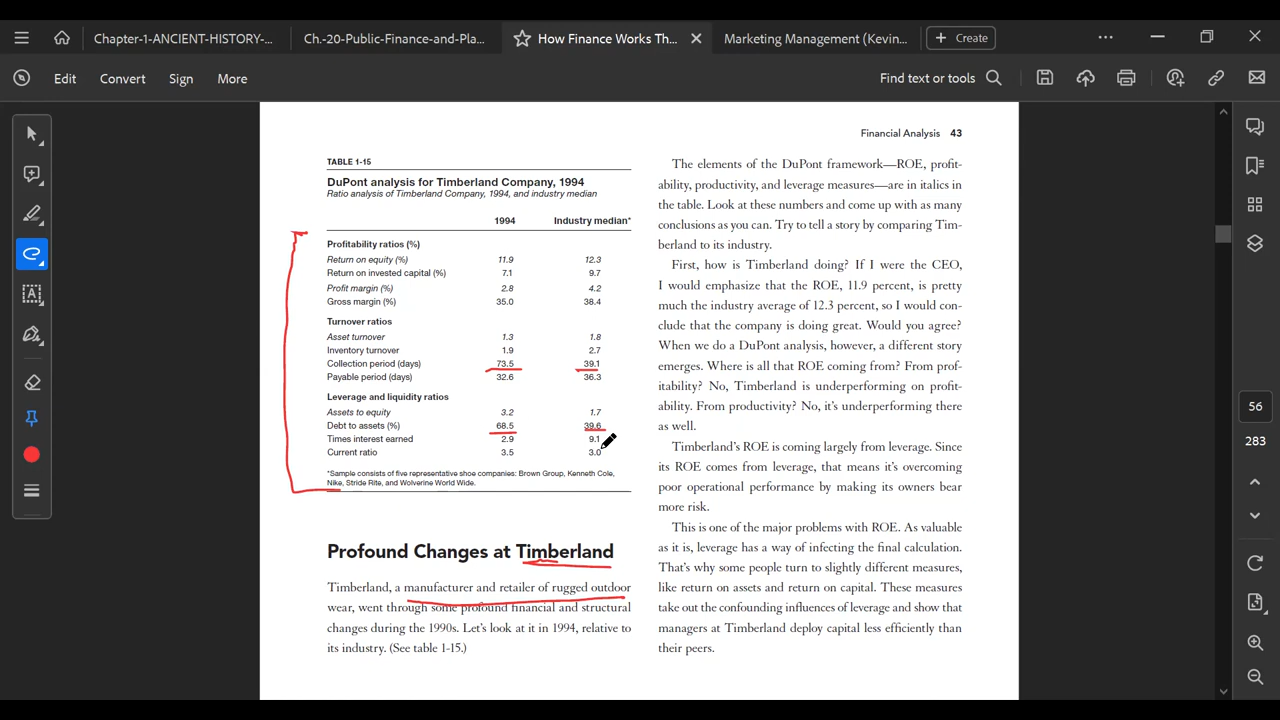 Chapter-1-ANCIENT-HISTORY-...
Ch.-20-Public-Finance-and-Pla...
How Finance Works Th...
Marketing Management (Kevin...
Create
Edit
Convert
Sign
More
Find text or tools
Financial Analysis 43
TABLE 1-15
DuPont analysis for Timberland Company, 1994
Ratio analysis of Timberland Company, 1994, and industry median
1994 Industry median*
Profitability ratios (%)
Return on equity (%) 11.9 12.3
Return on invested capital (%) 7.1 9.7
Profit margin (%) 2.8 4.2
Gross margin (%) 35.0 38.4
Turnover ratios
Asset turnover 1.3 1.8
Inventory turnover 1.9 2.7
Collection period (days) 73.5 39.1
Payable period (days) 32.6 36.3
Leverage and liquidity ratios
Assets to equity 3.2 1.7
Debt to assets (%) 68.5 39.6
Times interest earned 2.9 9.1
Current ratio 3.5 3.0
*Sample consists of five representative shoe companies: Brown Group, Kenneth Cole,
Nike, Stride Rite, and Wolverine World Wide.
Profound Changes at Timberland
Timberland, a manufacturer and retailer of rugged outdoor
wear, went through some profound financial and structural
changes during the 1990s. Let's look at it in 1994, relative to
its industry. (See table 1-15.)
The elements of the DuPont framework—ROE, profit-
ability, productivity, and leverage measures—are in italics in
the table. Look at these numbers and come up with as many
conclusions as you can. Try to tell a story by comparing Tim-
berland to its industry.
First, how is Timberland doing? If I were the CEO,
I would emphasize that the ROE, 11.9 percent, is pretty
much the industry average of 12.3 percent, so I would con-
clude that the company is doing great. Would you agree?
When we do a DuPont analysis, however, a different story
emerges. Where is all that ROE coming from? From prof-
itability? No, Timberland is underperforming on profit-
ability. From productivity? No, it's underperforming there
as well.
Timberland's ROE is coming largely from leverage. Since
its ROE comes from leverage, that means it's overcoming
poor operational performance by making its owners bear
more risk.
This is one of the major problems with ROE. As valuable
as it is, leverage has a way of infecting the final calculation.
That's why some people turn to slightly different measures,
like return on assets and return on capital. These measures
take out the confounding influences of leverage and show that
managers at Timberland deploy capital less efficiently than
their peers.
56
283